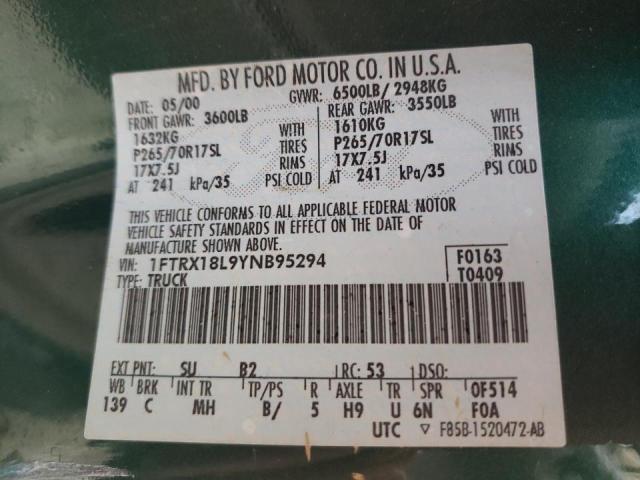 MFD. BY FORD MOTOR CO. IN U.S.A.
DATE: 05/00 GVWR: 6500LB/ 2948KG
FRONT GAWR: 3600LB REAR GAWR: 3550LB
1632KG WITH 1610KG WITH
P265/70R17SL TIRES P265/70R17SL TIRES
17X7.5J RIMS 17X7.5J RIMS
AT 241 kPa/35 PSI COLD AT 241 kPa/35 PSI COLD
THIS VEHICLE CONFORMS TO ALL APPLICABLE FEDERAL MOTOR
VEHICLE SAFETY STANDARDS IN EFFECT ON THE DATE OF
MANUFACTURE SHOWN ABOVE.
VIN: 1FTRX18L9YNB95294 F0163
TYPE: TRUCK T0409
EXT PNT: SU B2 RC: 53 DSO:
WB BRK INT TR TP/PS R AXLE TR SPR OF514
139 C MH B/ 5 H9 U 6N F0A
UTC ▽ F85B-1520472-AB